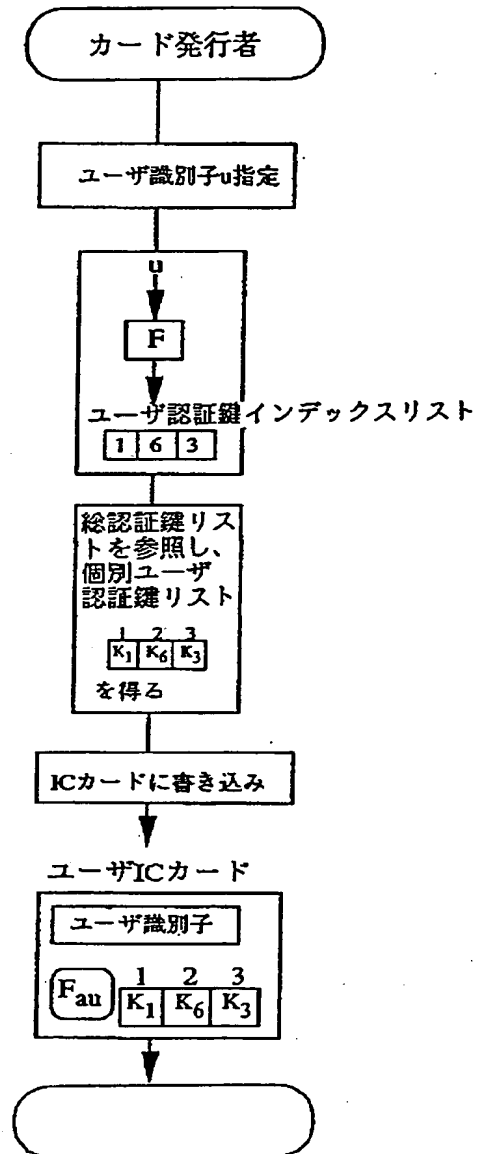 カード発行者
ユーザ識別子u指定
u
F
ユーザ認証鍵インデックスリスト
1 6 3
総認証鍵リス
トを参照し、
個別ユーザ
認証鍵リスト
1 2 3
K1 K6 K3
を得る
ICカードに書き込み
ユーザICカード
ユーザ識別子
1 2 3
Fau K1 K6 K3